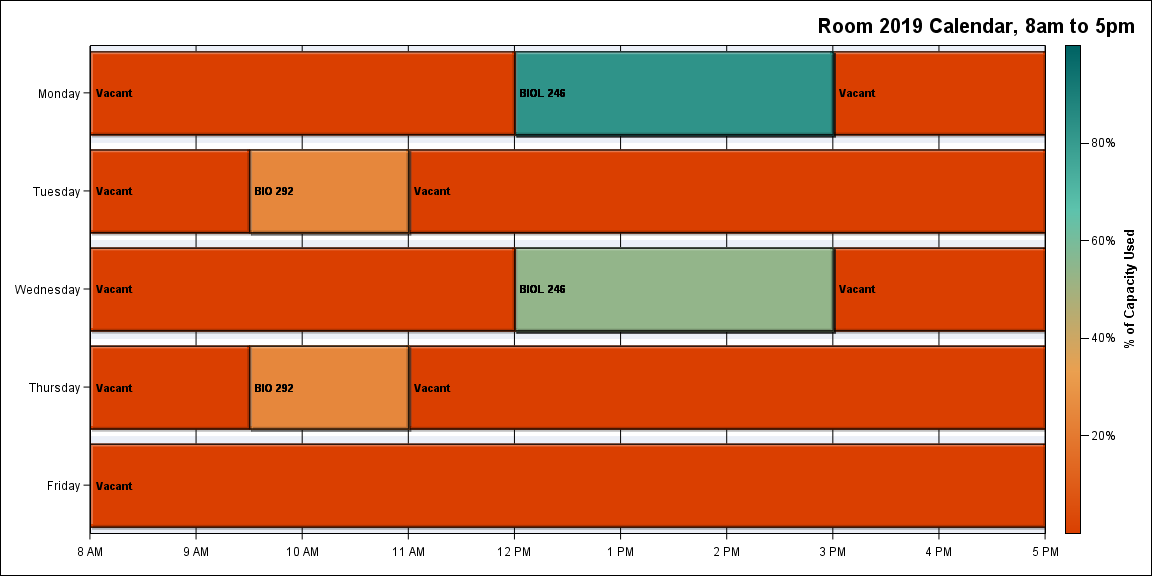 Room 2019 Calendar, 8am to 5pm
Monday
Vacant
BIOL 246
Vacant
Tuesday
Vacant
BIO 292
Vacant
Wednesday
Vacant
BIOL 246
Vacant
Thursday
Vacant
BIO 292
Vacant
Friday
Vacant
8 AM 9 AM 10 AM 11 AM 12 PM 1 PM 2 PM 3 PM 4 PM 5 PM
80%
60%
40%
20%
% of Capacity Used